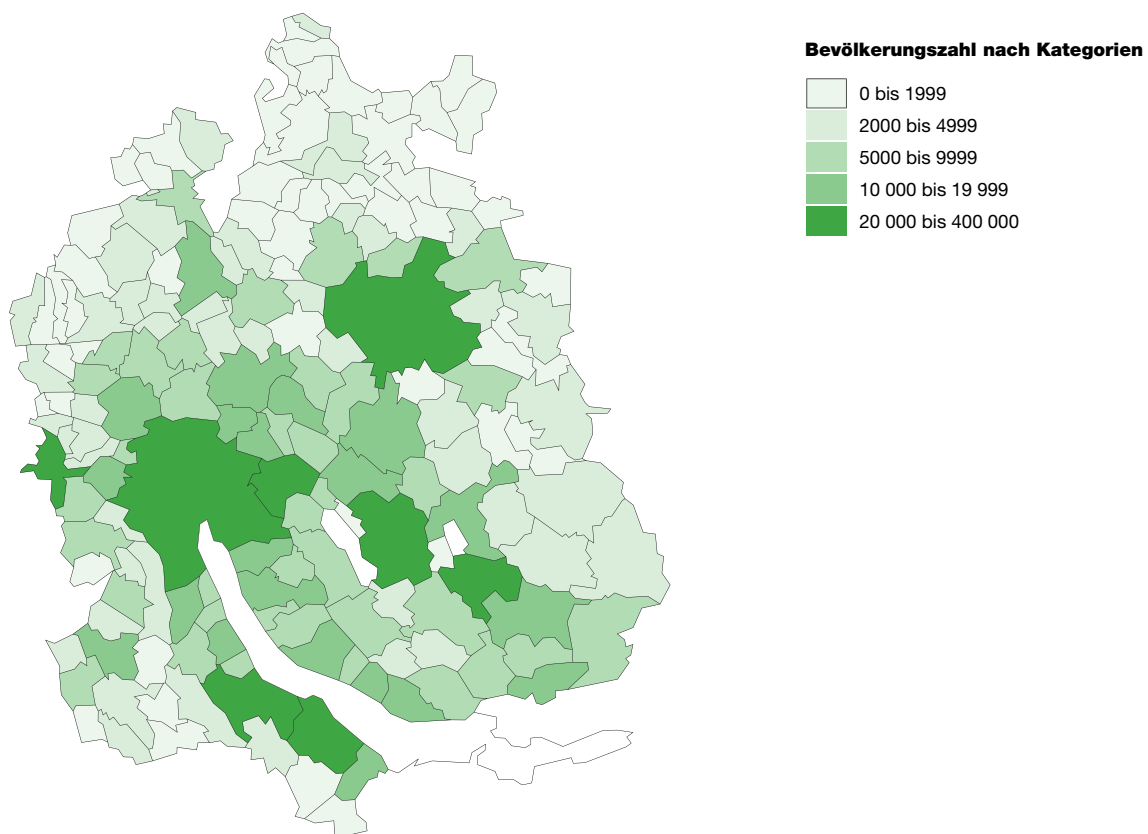 Bevölkerungszahl nach Kategorien
0 bis 1999
2000 bis 4999
5000 bis 9999
10 000 bis 19 999
20 000 bis 400 000